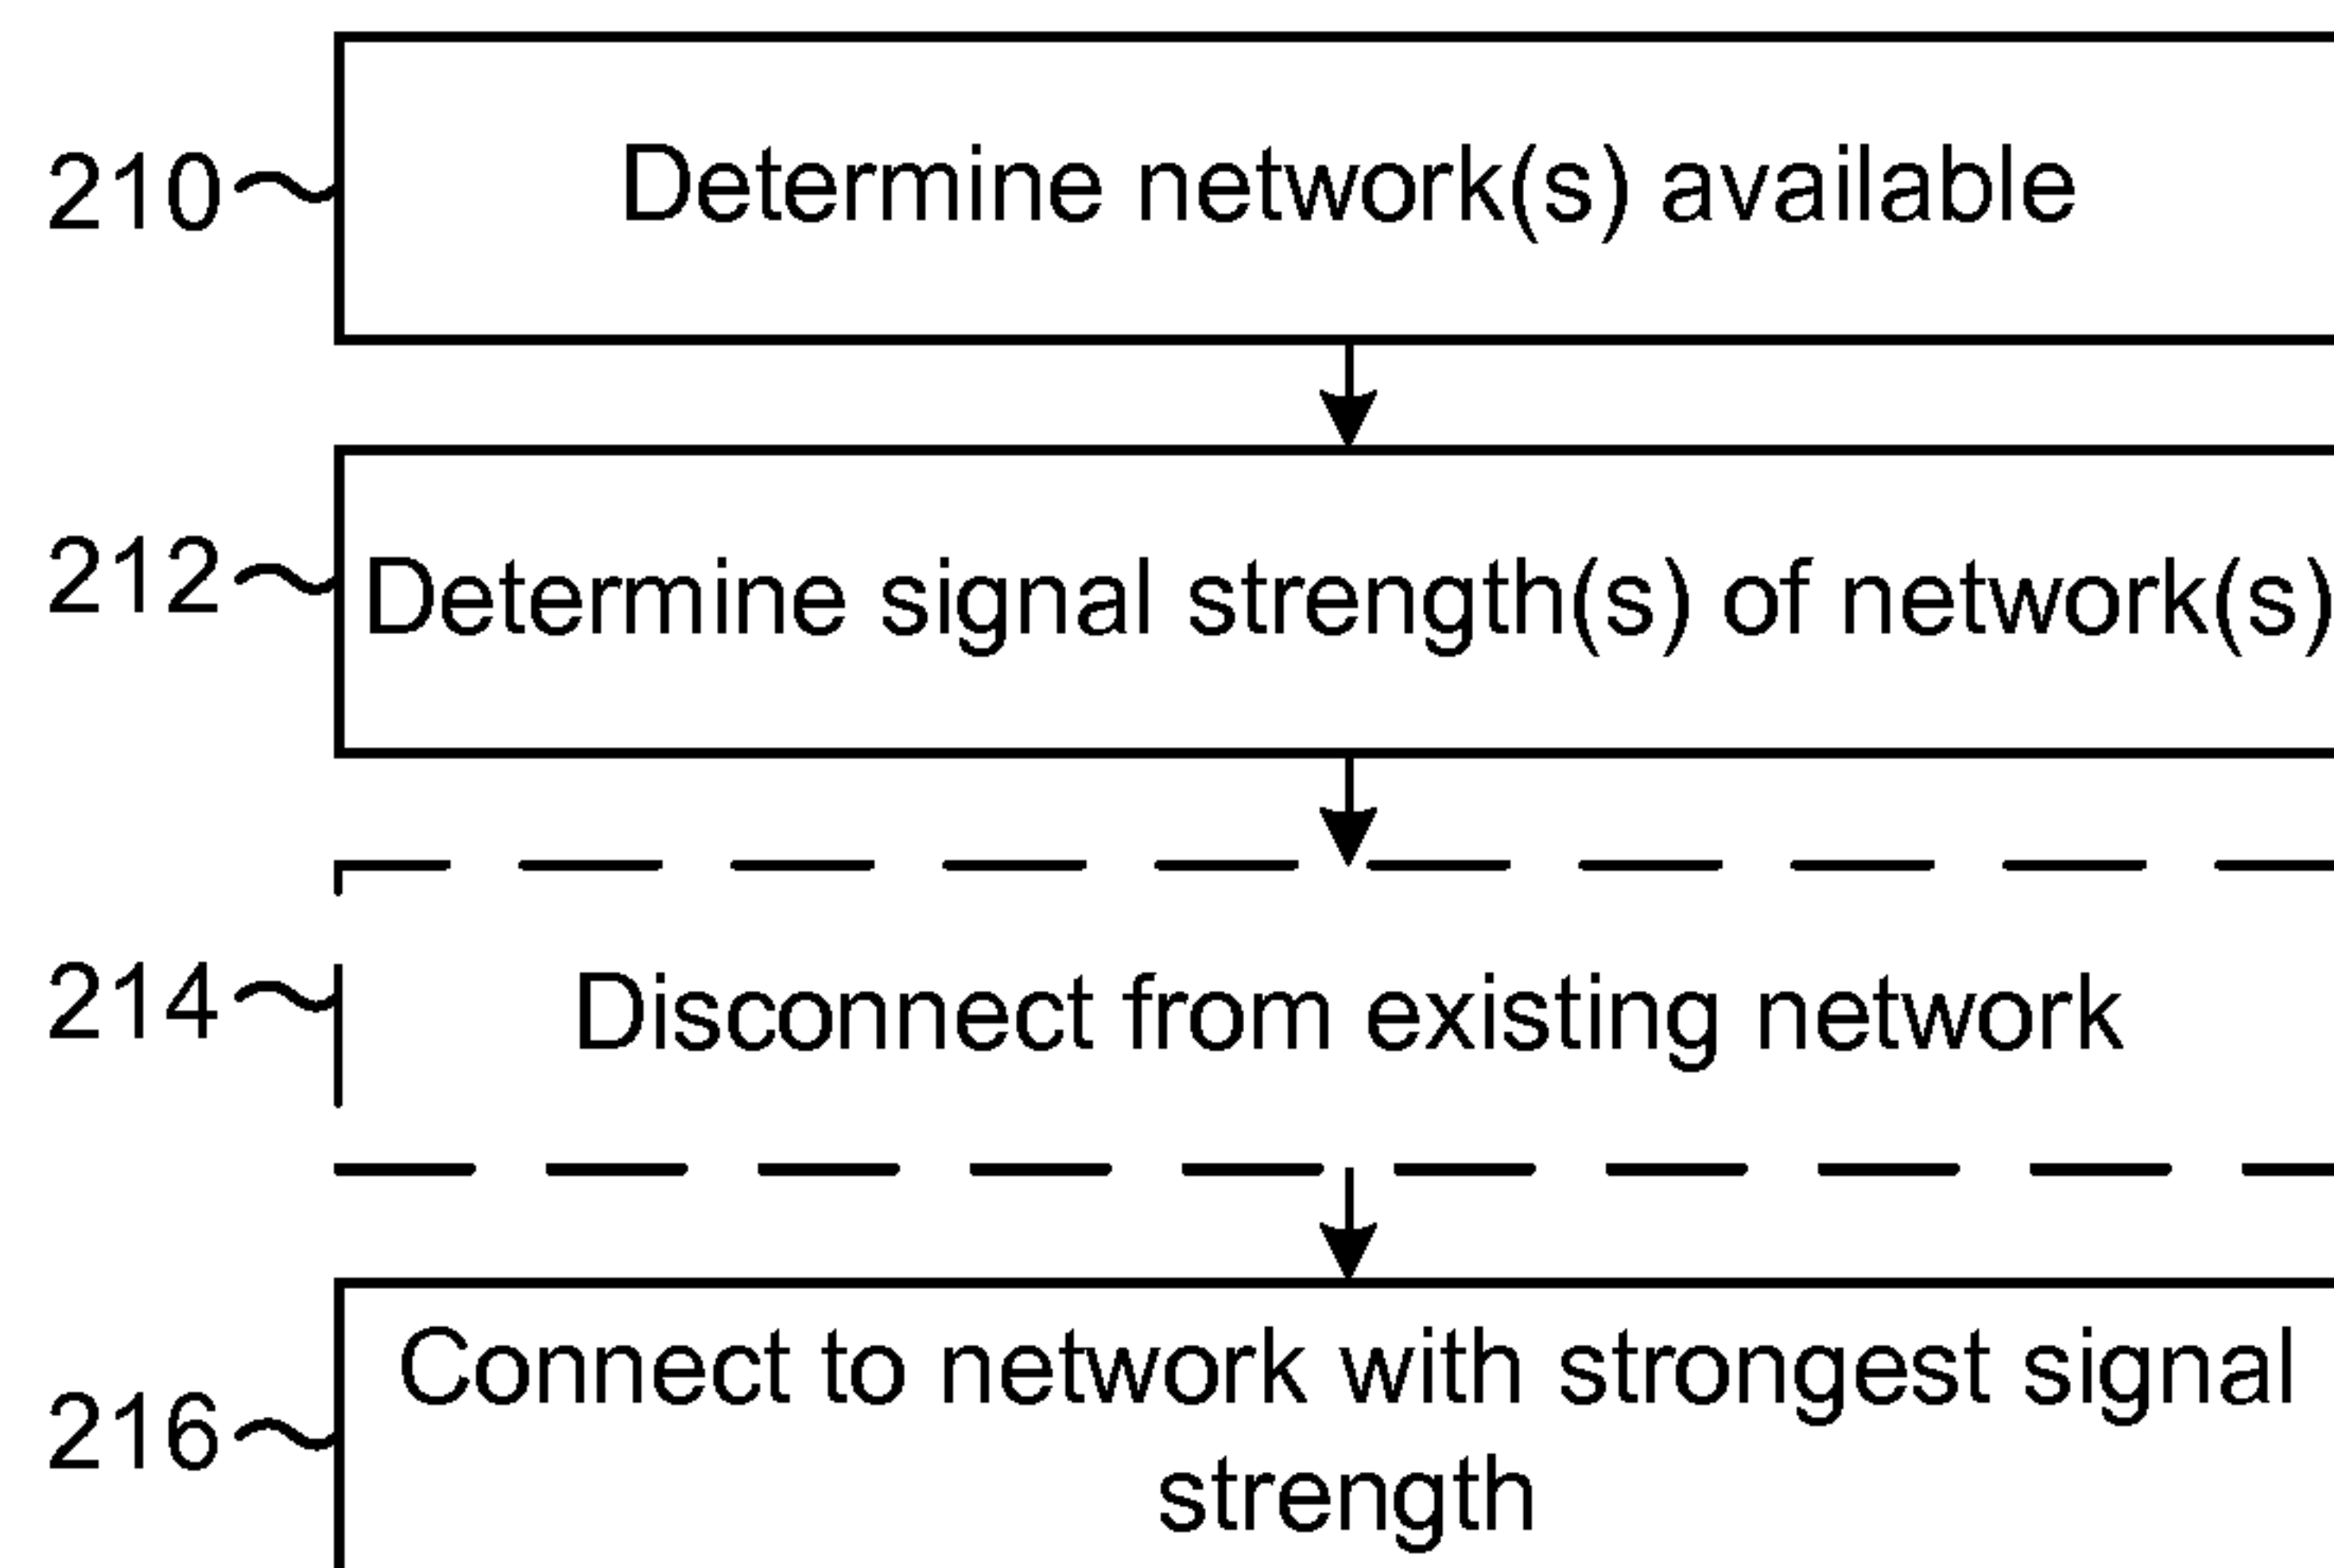 210
Determine network(s) available
212
Determine signal strength(s) of network(s)
214
Disconnect from existing network
216
Connect to network with strongest signal
strength